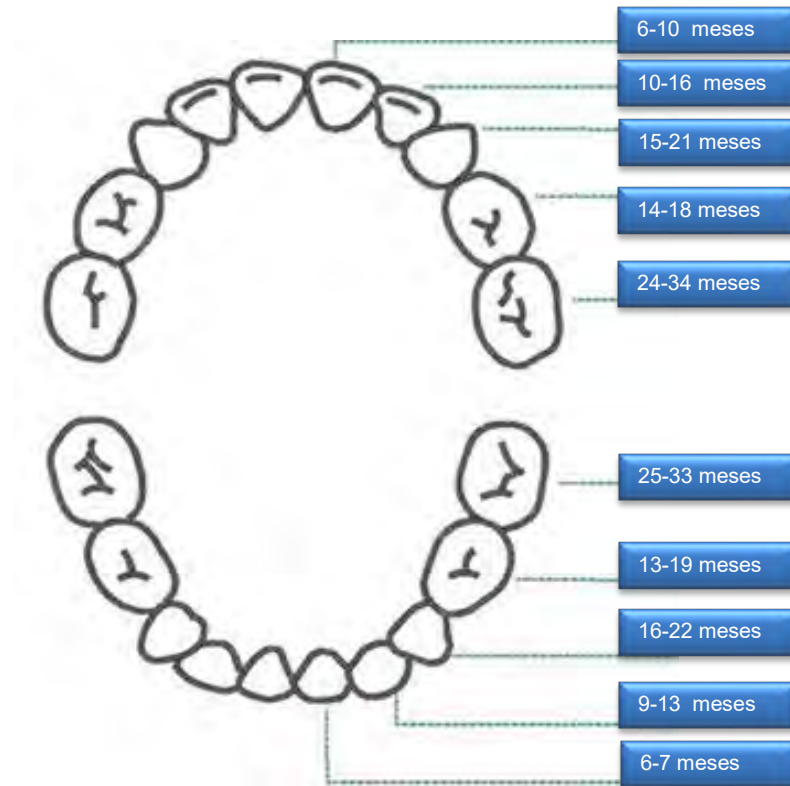 6-10 meses
10-16 meses
15-21 meses
14-18 meses
24-34 meses
25-33 meses
13-19 meses
16-22 meses
9-13 meses
6-7 meses